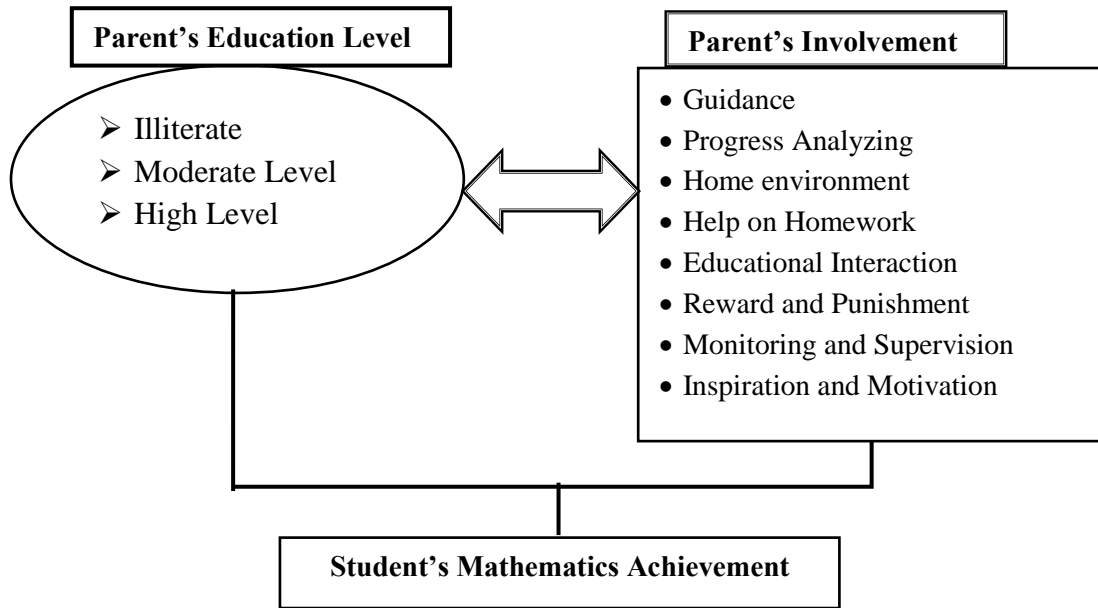 Parent's Education Level
➢ Illiterate
➢ Moderate Level
➢ High Level
Parent's Involvement
• Guidance
• Progress Analyzing
• Home environment
• Help on Homework
• Educational Interaction
• Reward and Punishment
• Monitoring and Supervision
• Inspiration and Motivation
Student's Mathematics Achievement